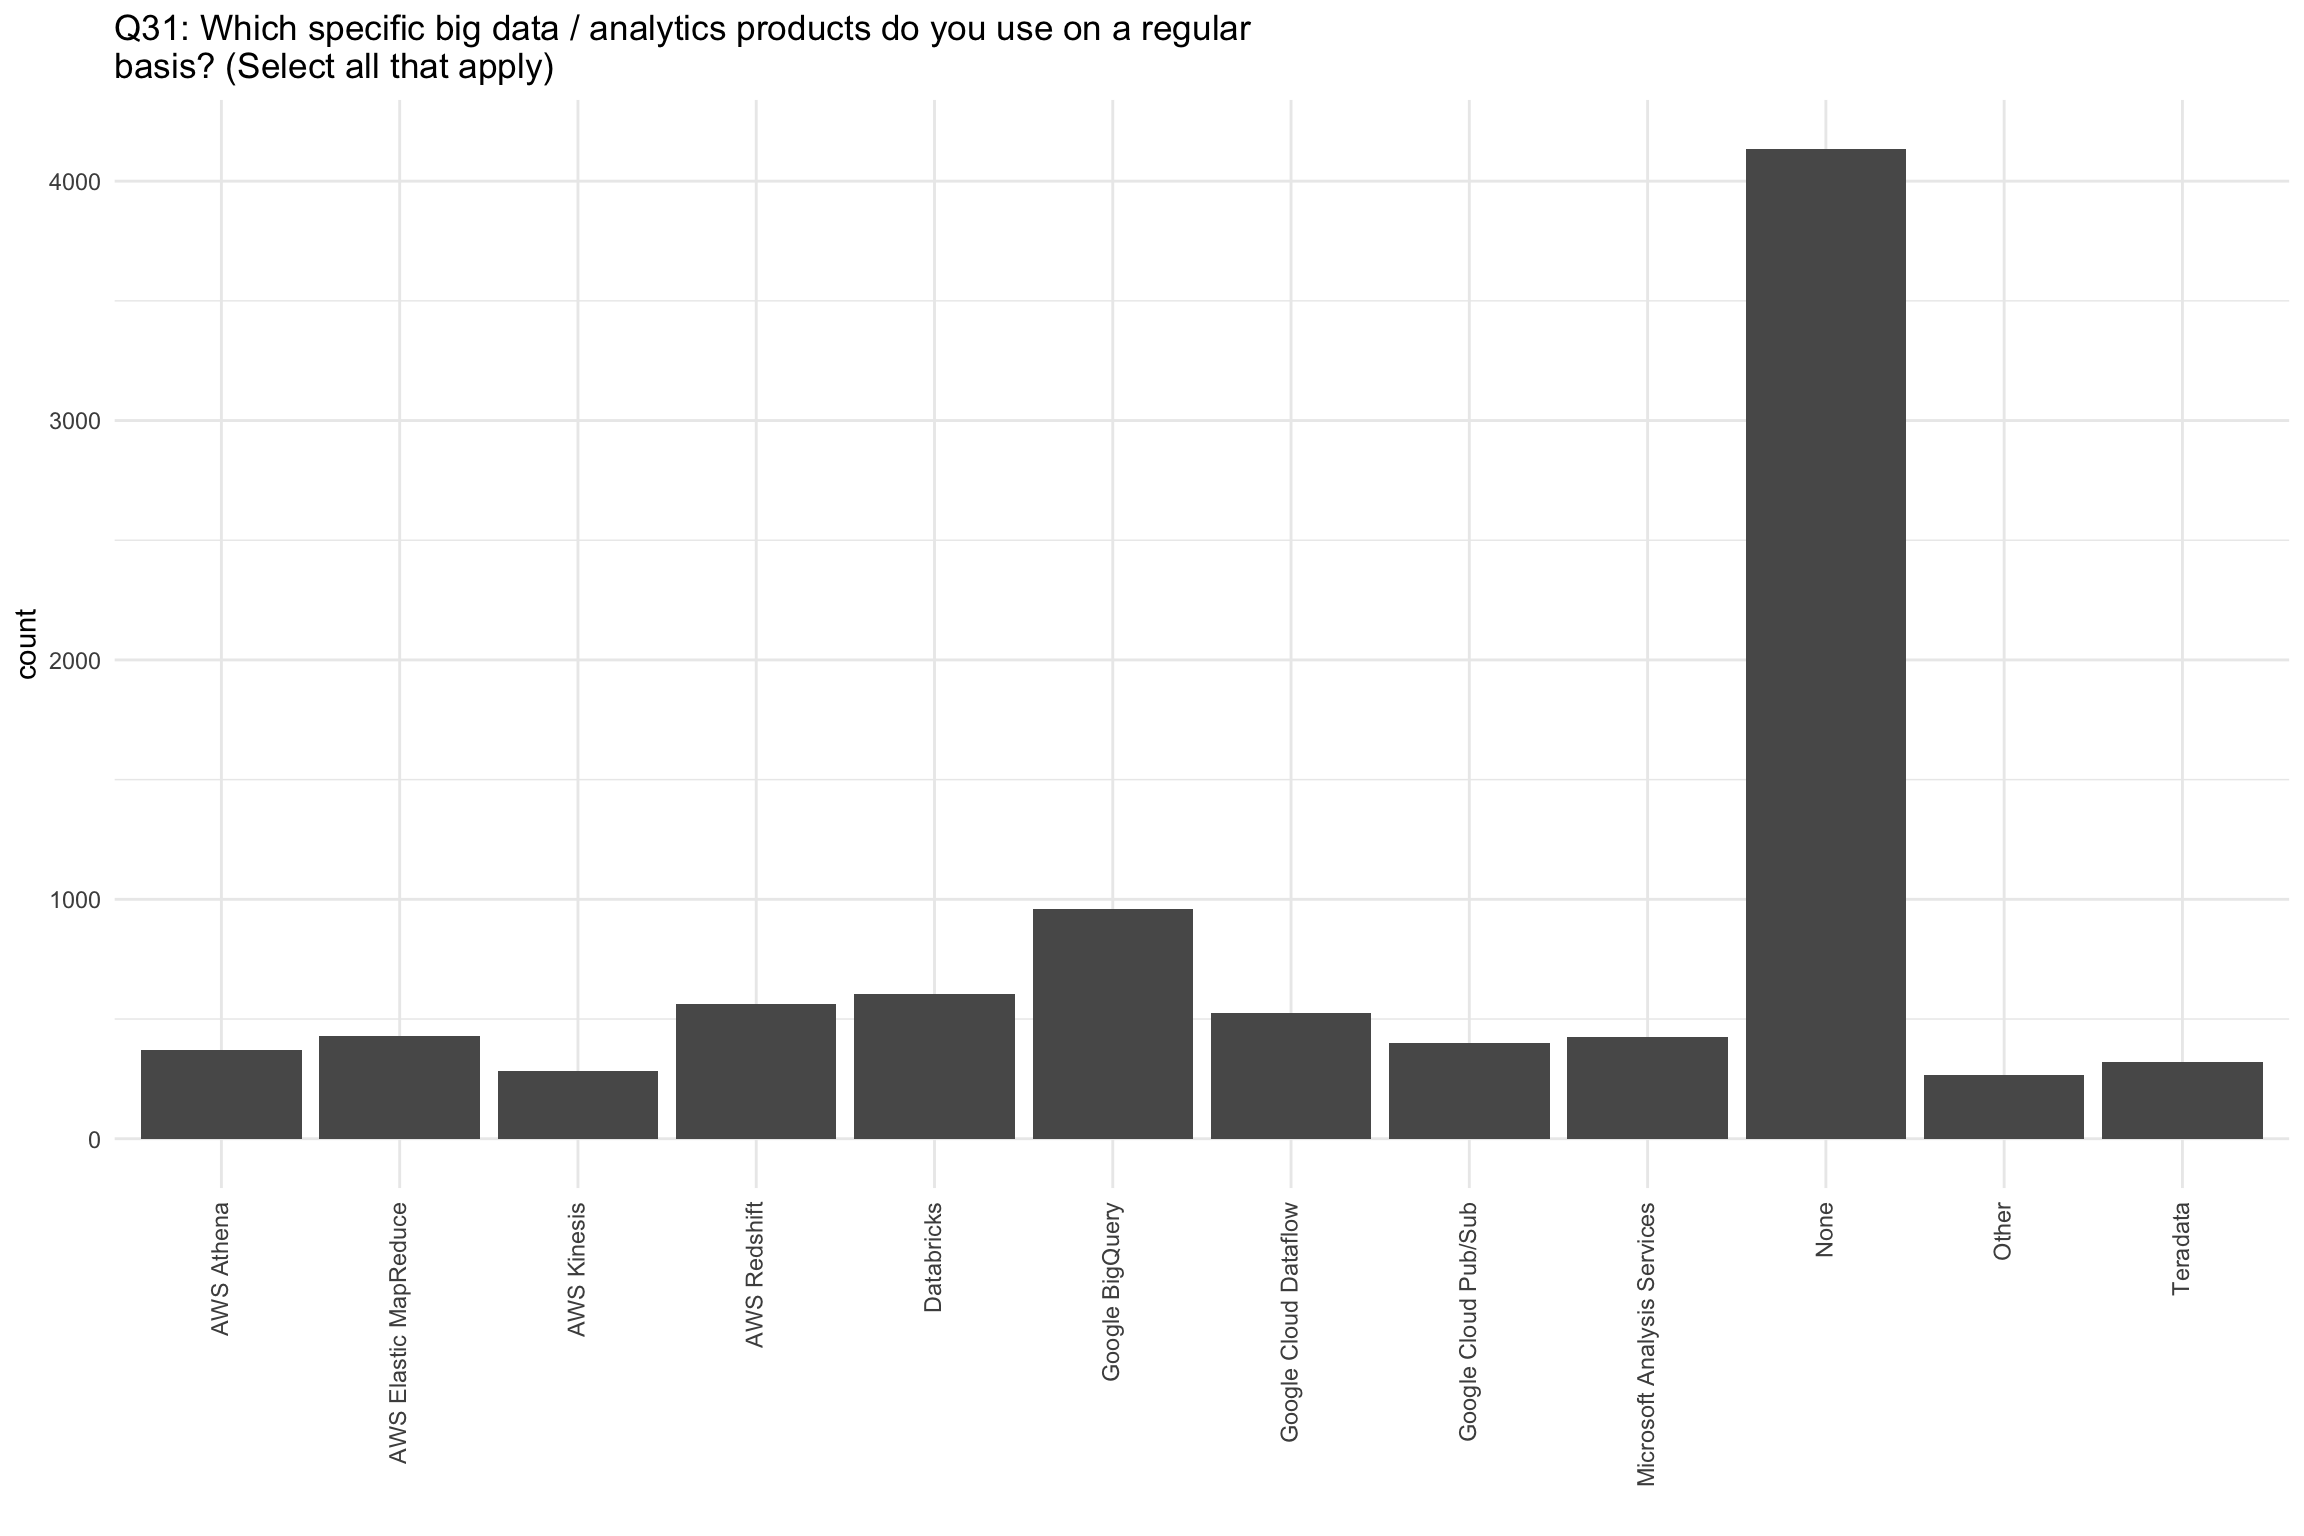 Q31: Which specific big data / analytics products do you use on a regular
basis? (Select all that apply)
count
4000
3000
2000
1000
0
AWS Athena
AWS Elastic MapReduce
AWS Kinesis
AWS Redshift
Databricks
Google BigQuery
Google Cloud Dataflow
Google Cloud Pub/Sub
Microsoft Analysis Services
None
Other
Teradata